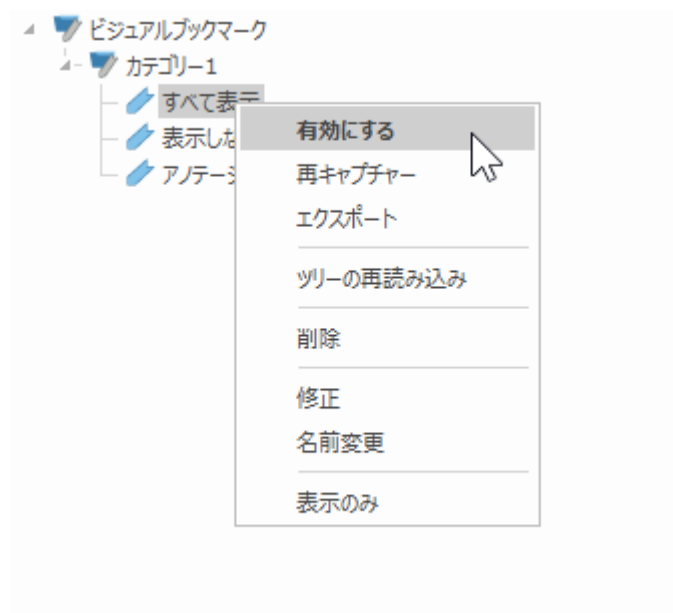 ビジュアルブックマーク
カテゴリー1
すべて表示
表示しな
アノテーシ
有効にする
再キャプチャー
エクスポート
ツリーの再読み込み
削除
修正
名前変更
表示のみ